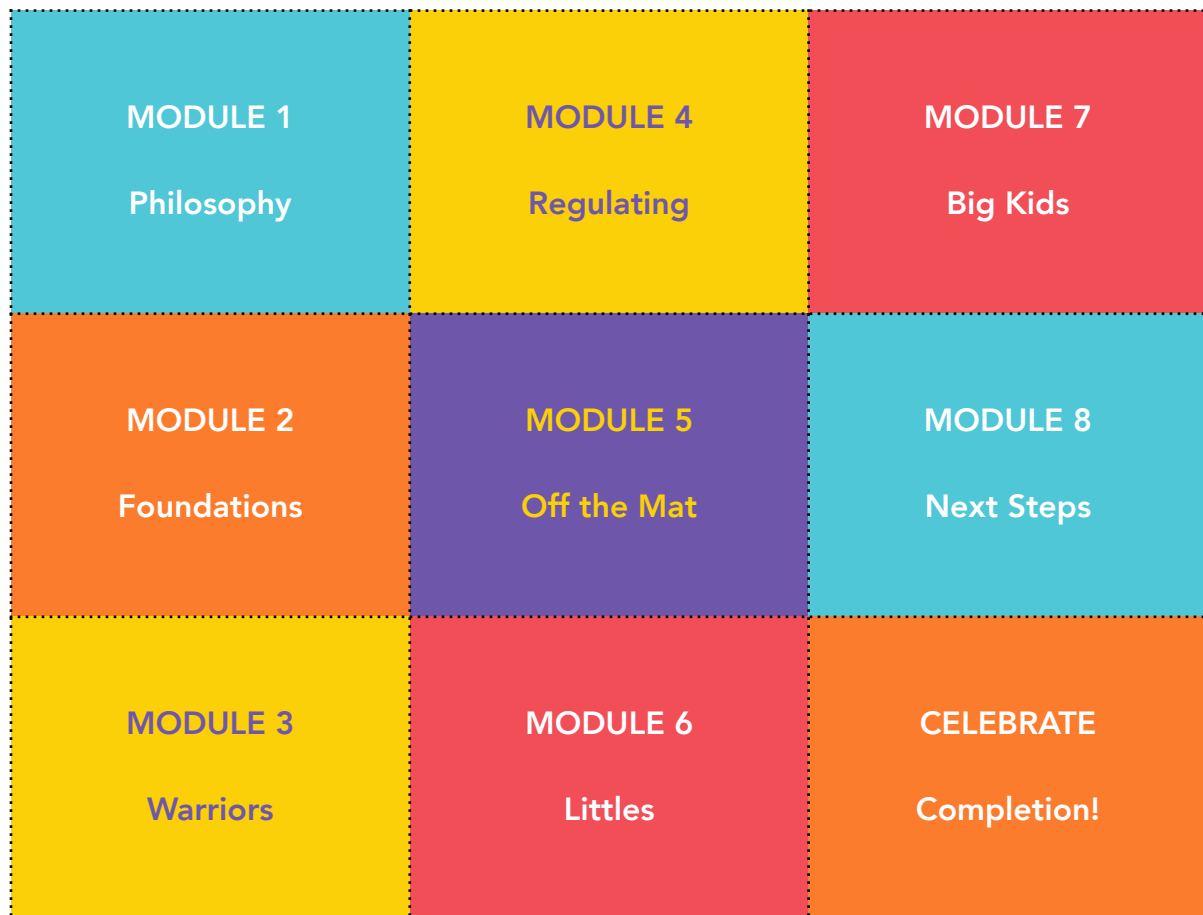 MODULE 1
Philosophy
MODULE 4
Regulating
MODULE 7
Big Kids
MODULE 2
Foundations
MODULE 5
Off the Mat
MODULE 8
Next Steps
MODULE 3
Warriors
MODULE 6
Littles
CELEBRATE
Completion!